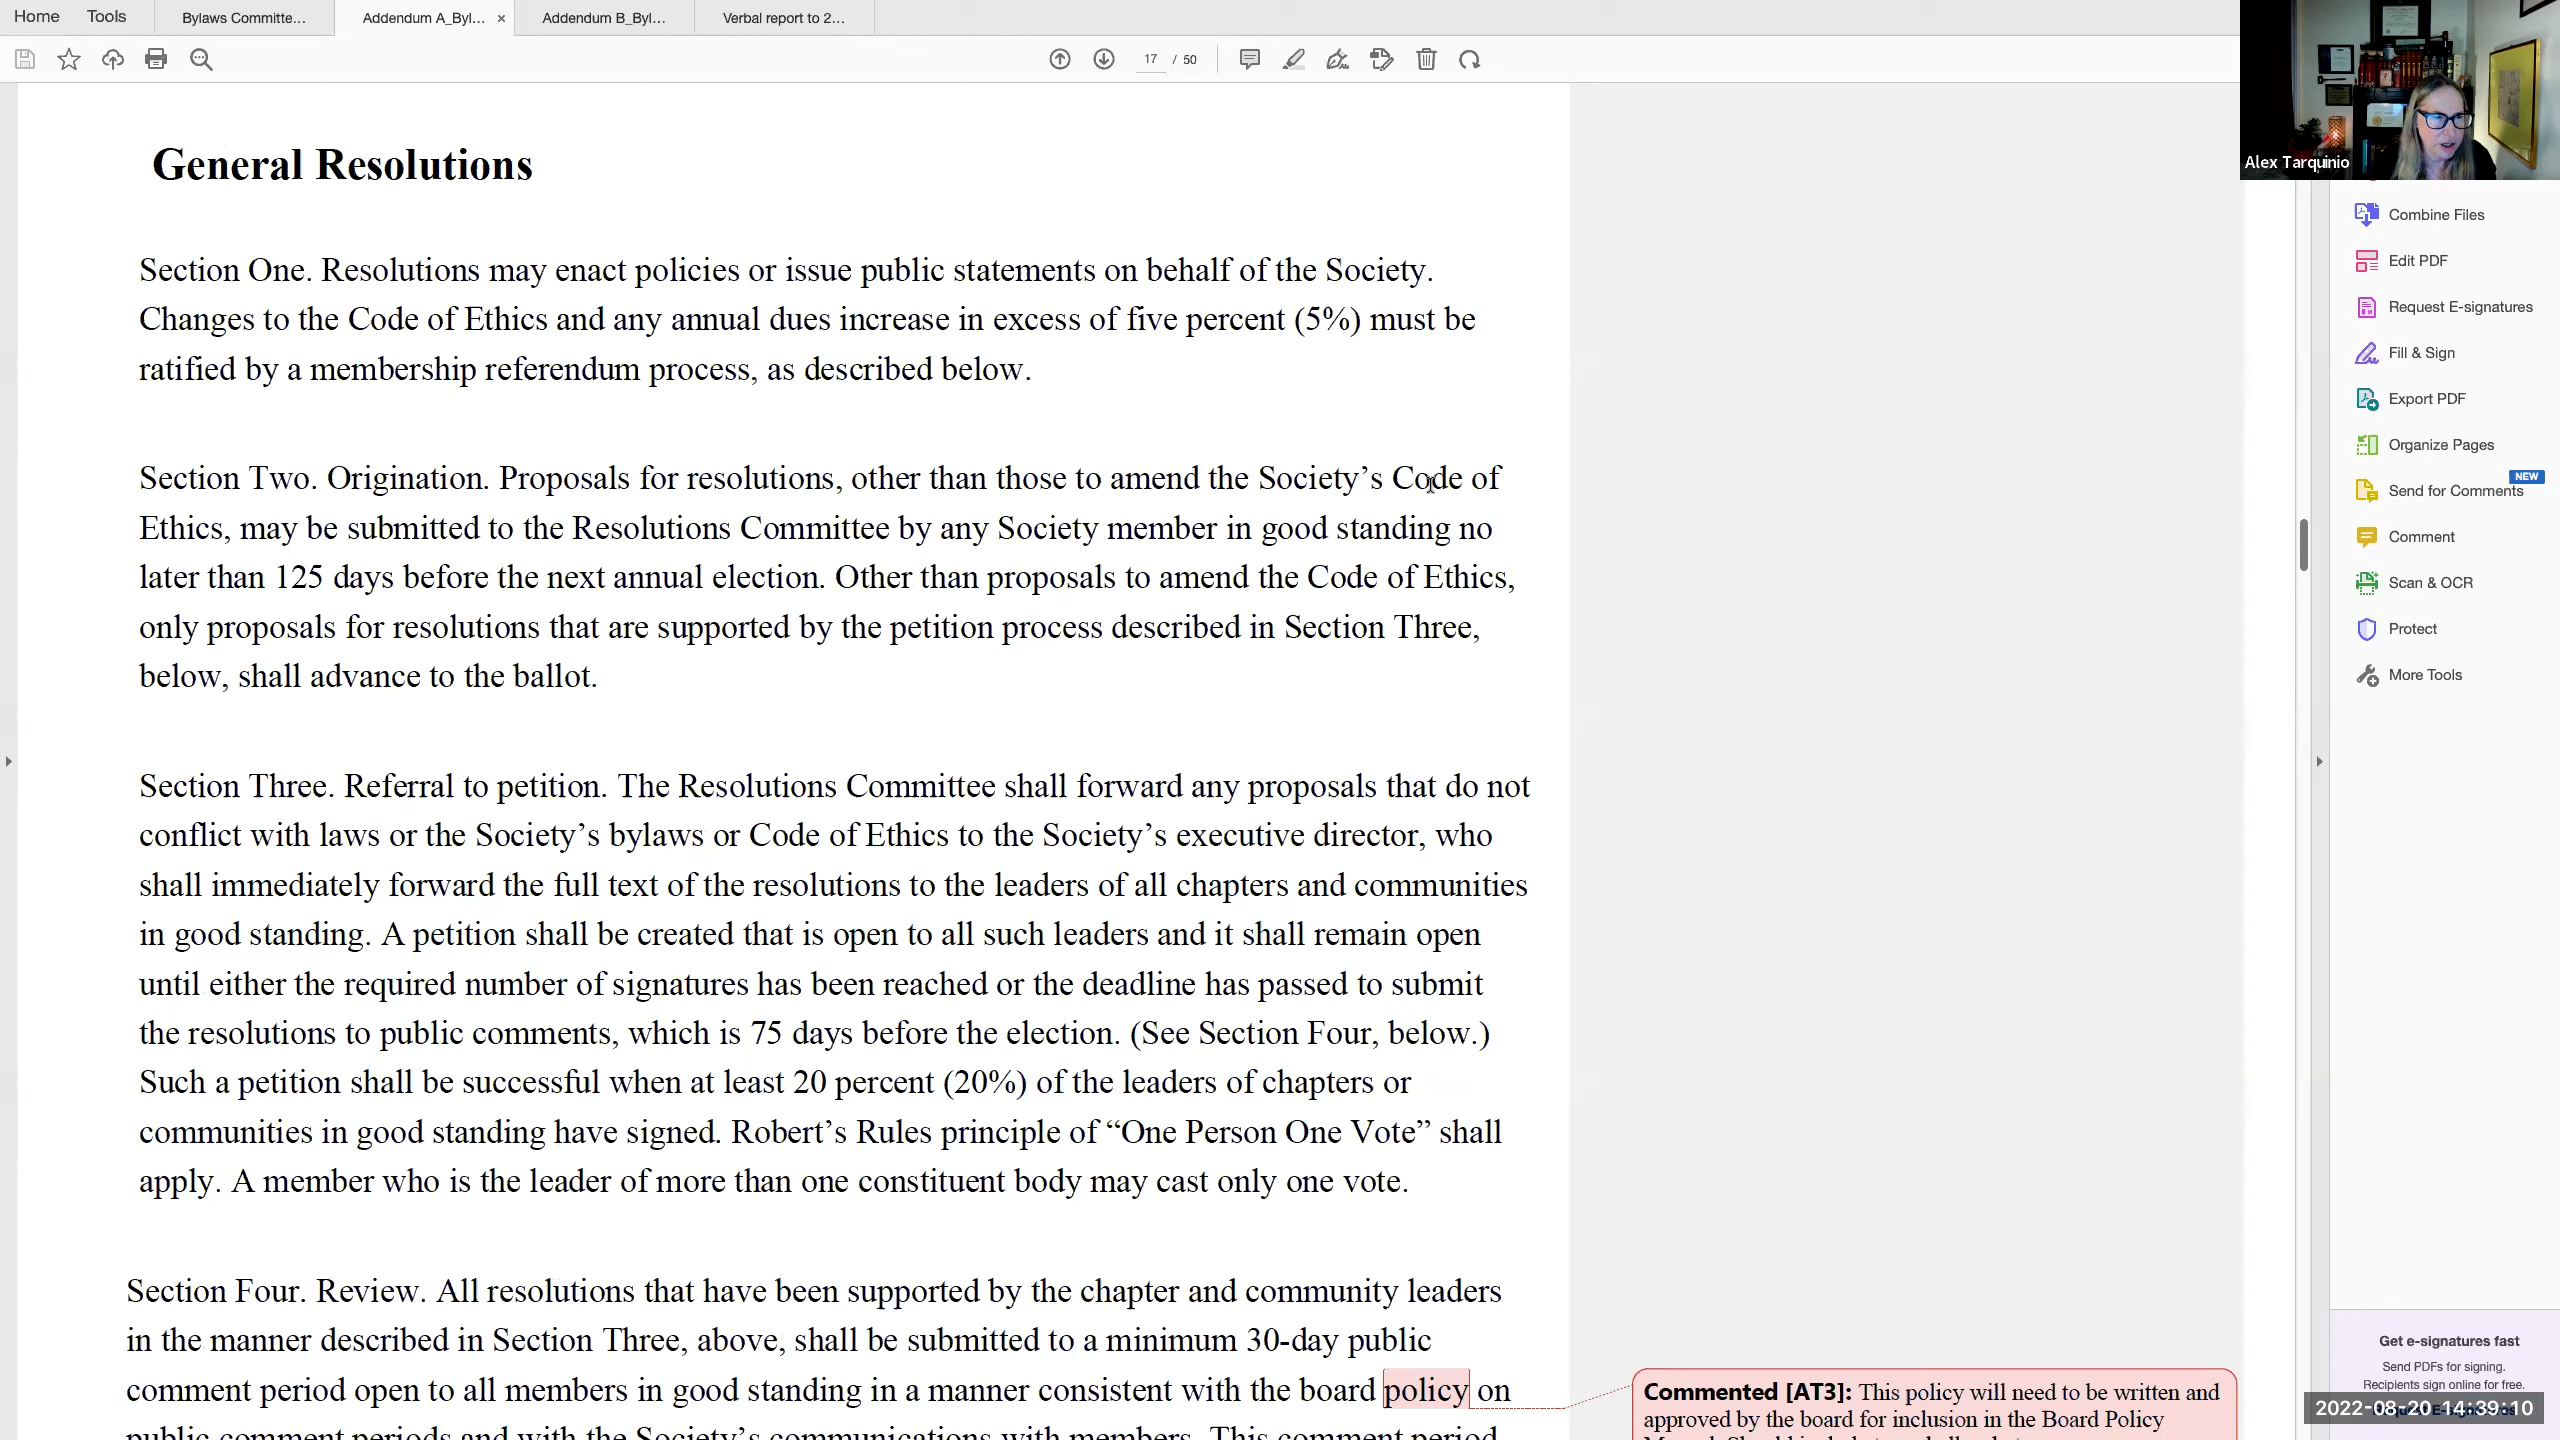 Home
Tools
Bylaws Committe...
Addendum A_Byl... ×
Addendum B_Byl...
Verbal report to 2...
17 / 50
Alex Tarquinio
General Resolutions
Section One. Resolutions may enact policies or issue public statements on behalf of the Society.
Changes to the Code of Ethics and any annual dues increase in excess of five percent (5%) must be
ratified by a membership referendum process, as described below.
Section Two. Origination. Proposals for resolutions, other than those to amend the Society’s Code of
Ethics, may be submitted to the Resolutions Committee by any Society member in good standing no
later than 125 days before the next annual election. Other than proposals to amend the Code of Ethics,
only proposals for resolutions that are supported by the petition process described in Section Three,
below, shall advance to the ballot.
Section Three. Referral to petition. The Resolutions Committee shall forward any proposals that do not
conflict with laws or the Society’s bylaws or Code of Ethics to the Society’s executive director, who
shall immediately forward the full text of the resolutions to the leaders of all chapters and communities
in good standing. A petition shall be created that is open to all such leaders and it shall remain open
until either the required number of signatures has been reached or the deadline has passed to submit
the resolutions to public comments, which is 75 days before the election. (See Section Four, below.)
Such a petition shall be successful when at least 20 percent (20%) of the leaders of chapters or
communities in good standing have signed. Robert’s Rules principle of “One Person One Vote” shall
apply. A member who is the leader of more than one constituent body may cast only one vote.
Section Four. Review. All resolutions that have been supported by the chapter and community leaders
in the manner described in Section Three, above, shall be submitted to a minimum 30-day public
comment period open to all members in good standing in a manner consistent with the board policy on
public comment periods and with the Society’s communications with members. This comment period
Commented [AT3]: This policy will need to be written and
approved by the board for inclusion in the Board Policy
Combine Files
Edit PDF
Request E-signatures
Fill & Sign
Export PDF
Organize Pages
NEW
Send for Comments
Comment
Scan & OCR
Protect
More Tools
Get e-signatures fast
Send PDFs for signing.
Recipients sign online for free.
2022-08-20 14:39:10